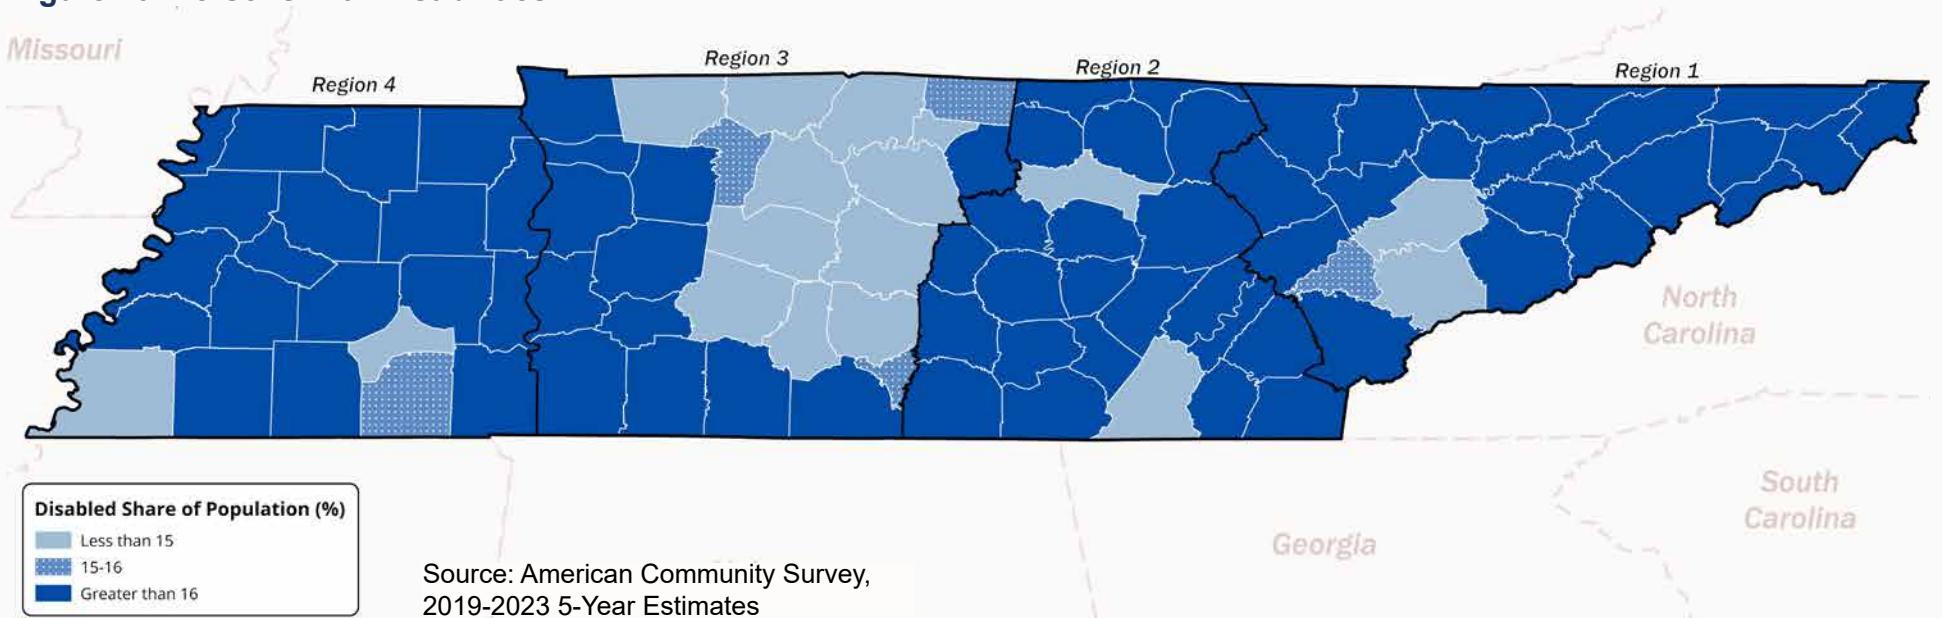 Missouri
Region 4
Region 3
Region 2
Region 1
North
Carolina
South
Carolina
Georgia
Disabled Share of Population (%)
Less than 15
15-16
Greater than 16
Source: American Community Survey,
2019-2023 5-Year Estimates